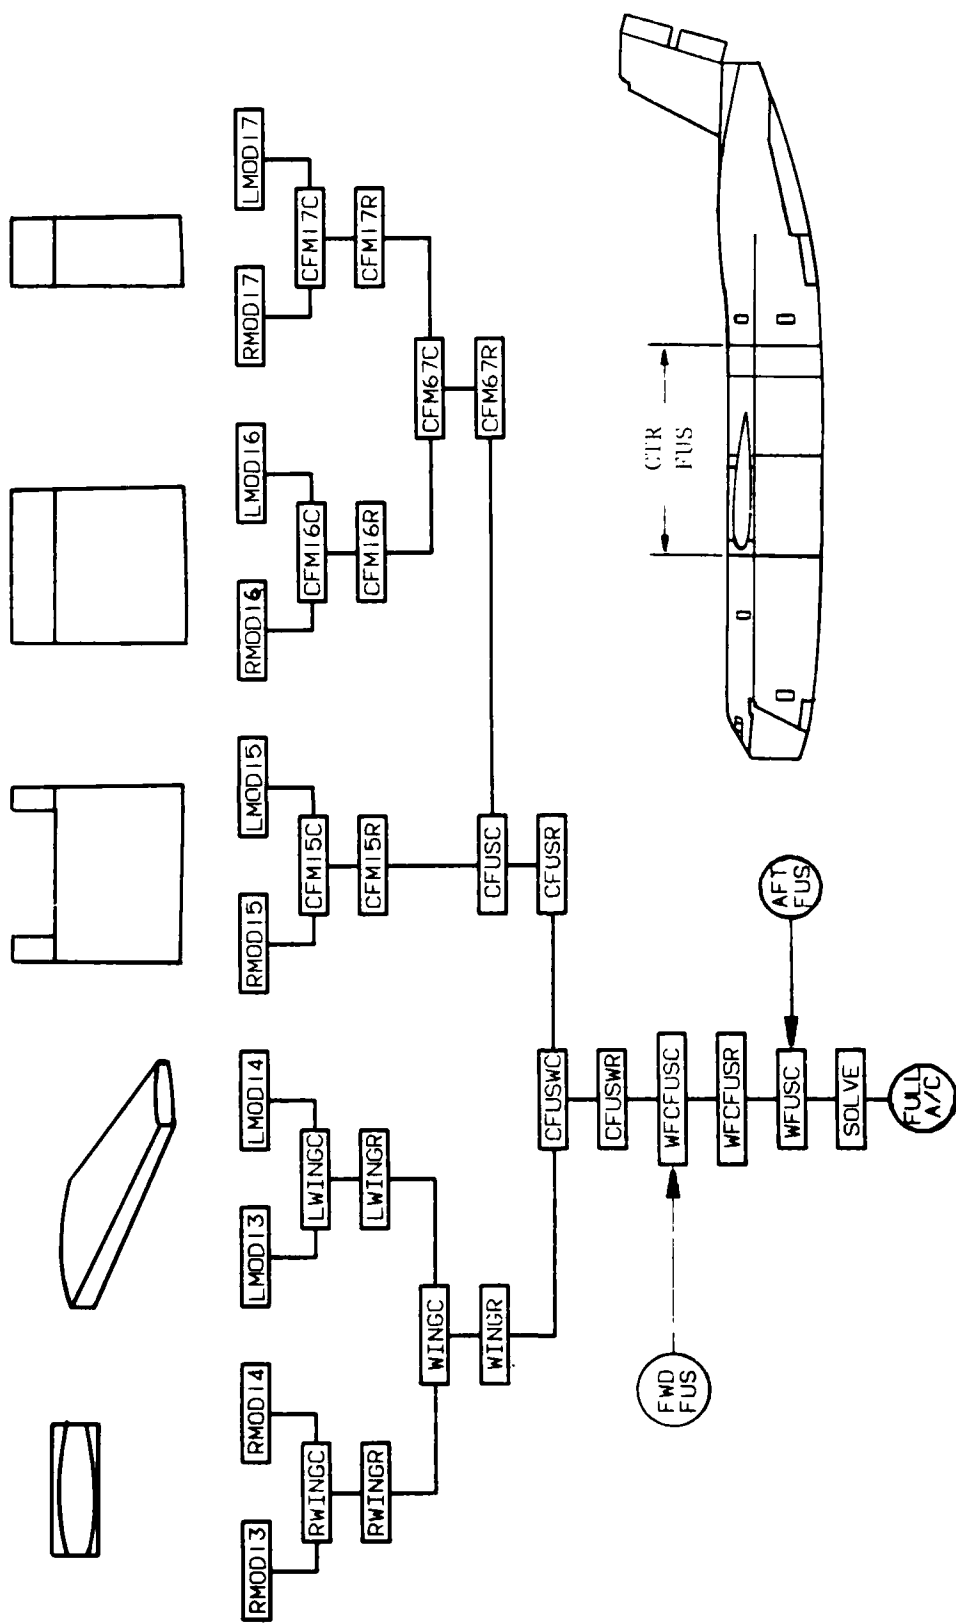 RMOD13
RMOD14
LMOD13
LMOD14
RMOD15
LMOD15
RMOD16
LMOD16
RMOD17
LMOD17
RWINGC
LWINGC
CFM15C
CFM16C
CFM17C
RWINGR
LWINGR
CFM15R
CFM16R
CFM17R
WINGC
CFM67C
WINGR
CFUSC
CFM67R
CFUSR
CFUSWC
CFUSWR
FWD
FUS
WFCFUSC
WFCFUSR
WFUSC
AFT
FUS
SOLVE
FULL
A/C
CTR
FUS